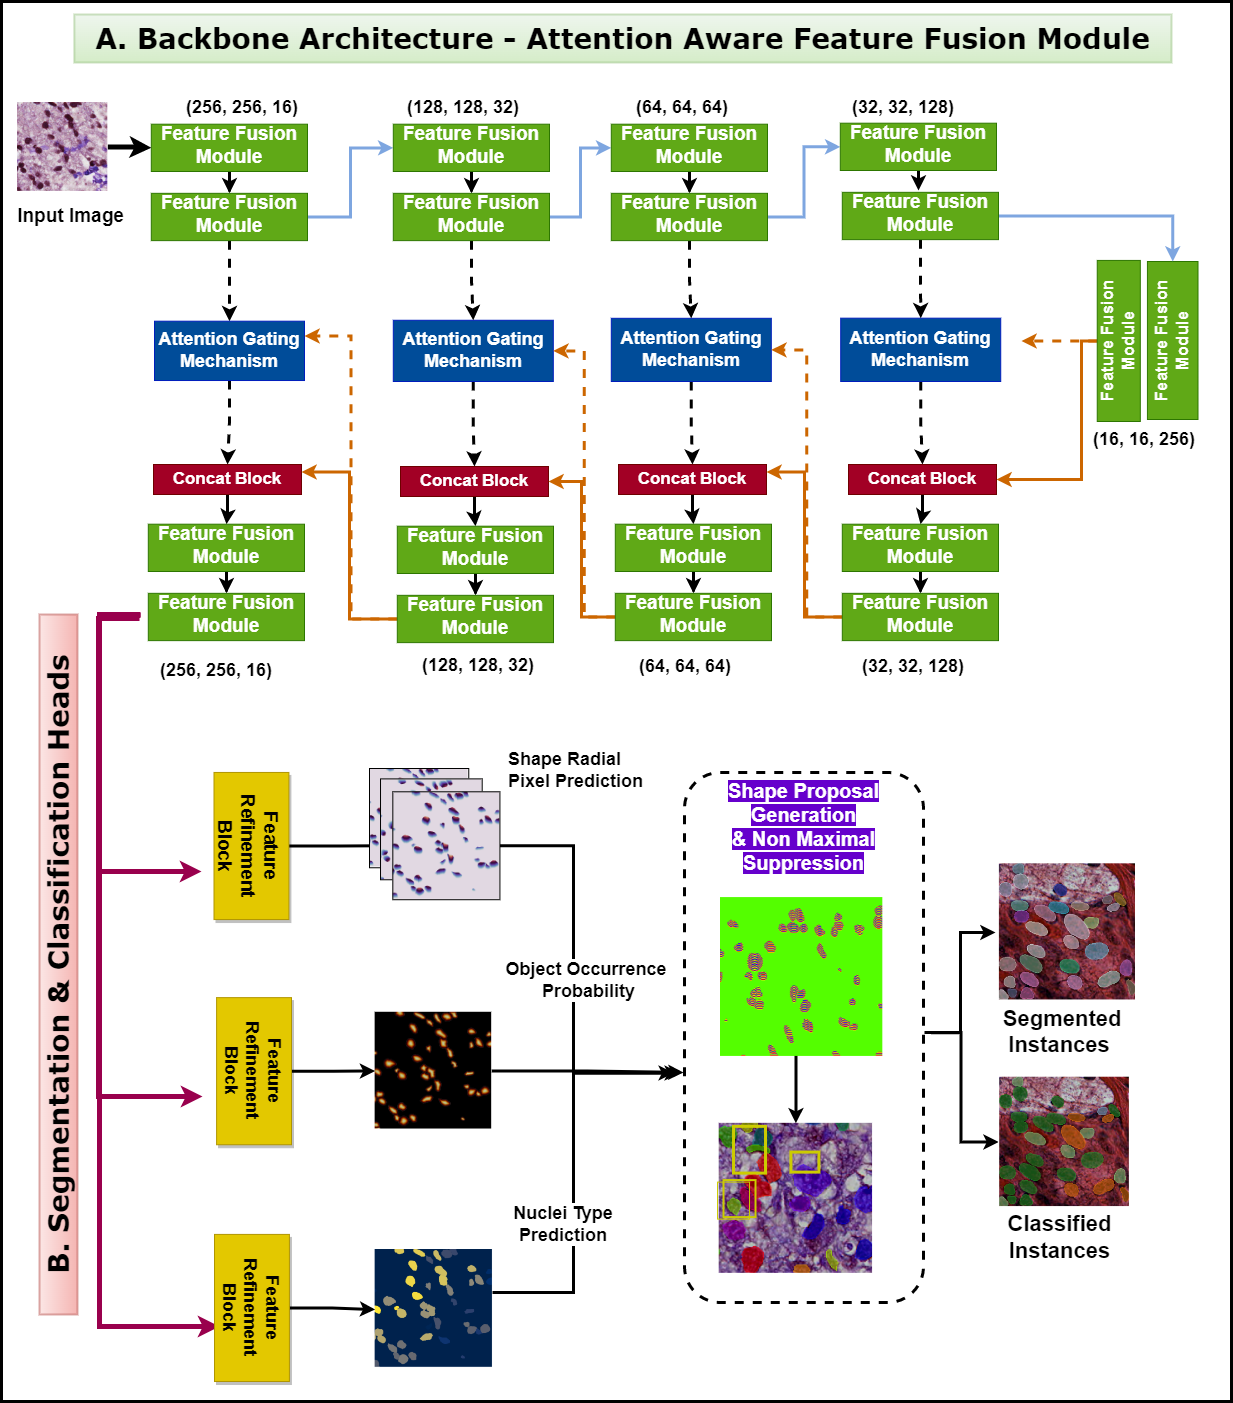 A. Backbone Architecture - Attention Aware Feature Fusion Module
(256, 256, 16)
(128, 128, 32)
(64, 64, 64)
(32, 32, 128)
Feature Fusion
Module
Feature Fusion
Module
Feature Fusion
Module
Feature Fusion
Module
Input Image
Feature Fusion
Module
Feature Fusion
Module
Feature Fusion
Module
Feature Fusion
Module
Feature Fusion
Module
Feature Fusion
Module
(16, 16, 256)
Attention Gating
Mechanism
Attention Gating
Mechanism
Attention Gating
Mechanism
Attention Gating
Mechanism
Concat Block
Concat Block
Concat Block
Concat Block
Feature Fusion
Module
Feature Fusion
Module
Feature Fusion
Module
Feature Fusion
Module
Feature Fusion
Module
Feature Fusion
Module
Feature Fusion
Module
Feature Fusion
Module
(256, 256, 16)
(128, 128, 32)
(64, 64, 64)
(32, 32, 128)
B. Segmentation & Classification Heads
Feature
Refinement
Block
Shape Radial
Pixel Prediction
Feature
Refinement
Block
Object Occurrence
Probability
Feature
Refinement
Block
Nuclei Type
Prediction
Shape Proposal
Generation
& Non Maximal
Suppression
Segmented
Instances
Classified
Instances